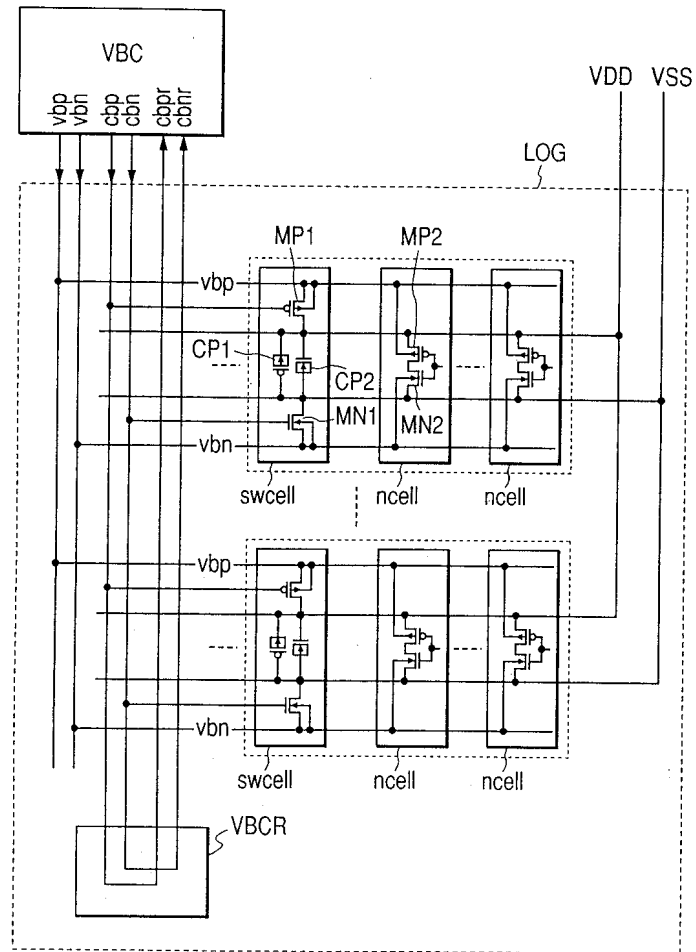 VBC
vbp
vbn
cbp
cbn
cbpr
cbnr
VDD VSS
LOG
MP1 MP2
vbp
CP1
CP2
MN1 MN2
vbn
swcell ncell ncell
vbp
vbn
swcell ncell ncell
VBCR